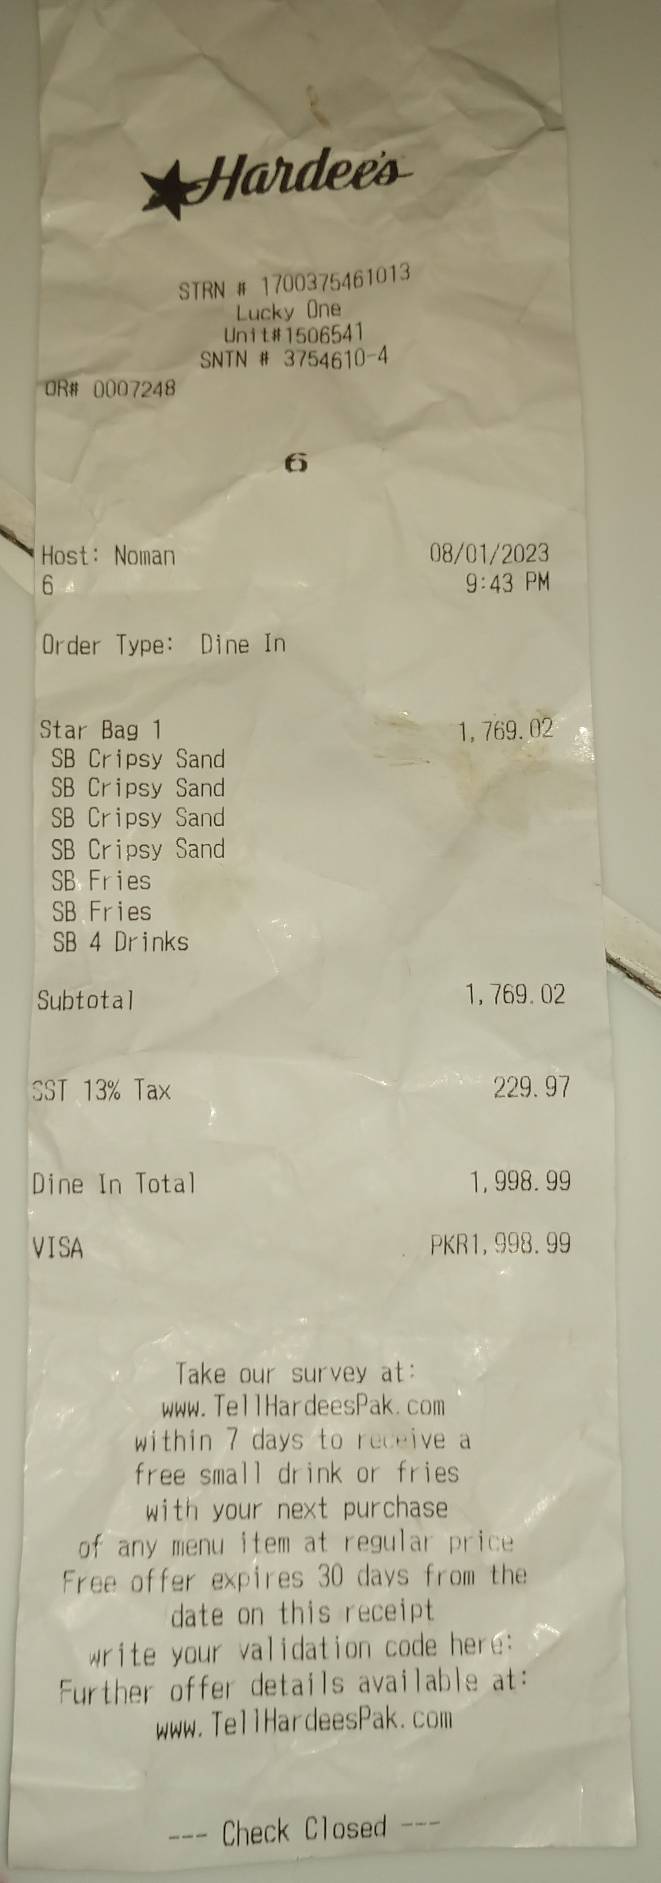 Hardee's
STRN # 1700375461013
Lucky One
Unit#1506541
SNTN # 3754610-4
OR# 0007248
6
Host: Noman 08/01/2023
6 9:43 PM
Order Type: Dine In
Star Bag 1 1,769.02
SB Cripsy Sand
SB Cripsy Sand
SB Cripsy Sand
SB Cripsy Sand
SB Fries
SB Fries
SB 4 Drinks
Subtotal 1,769.02
SST 13% Tax 229.97
Dine In Total 1,998.99
VISA PKR1,998.99
Take our survey at:
www.TellHardeesPak.com
within 7 days to receive a
free small drink or fries
with your next purchase
of any menu item at regular price
Free offer expires 30 days from the
date on this receipt
write your validation code here:
Further offer details available at:
www.TellHardeesPak.com
--- Check Closed ---